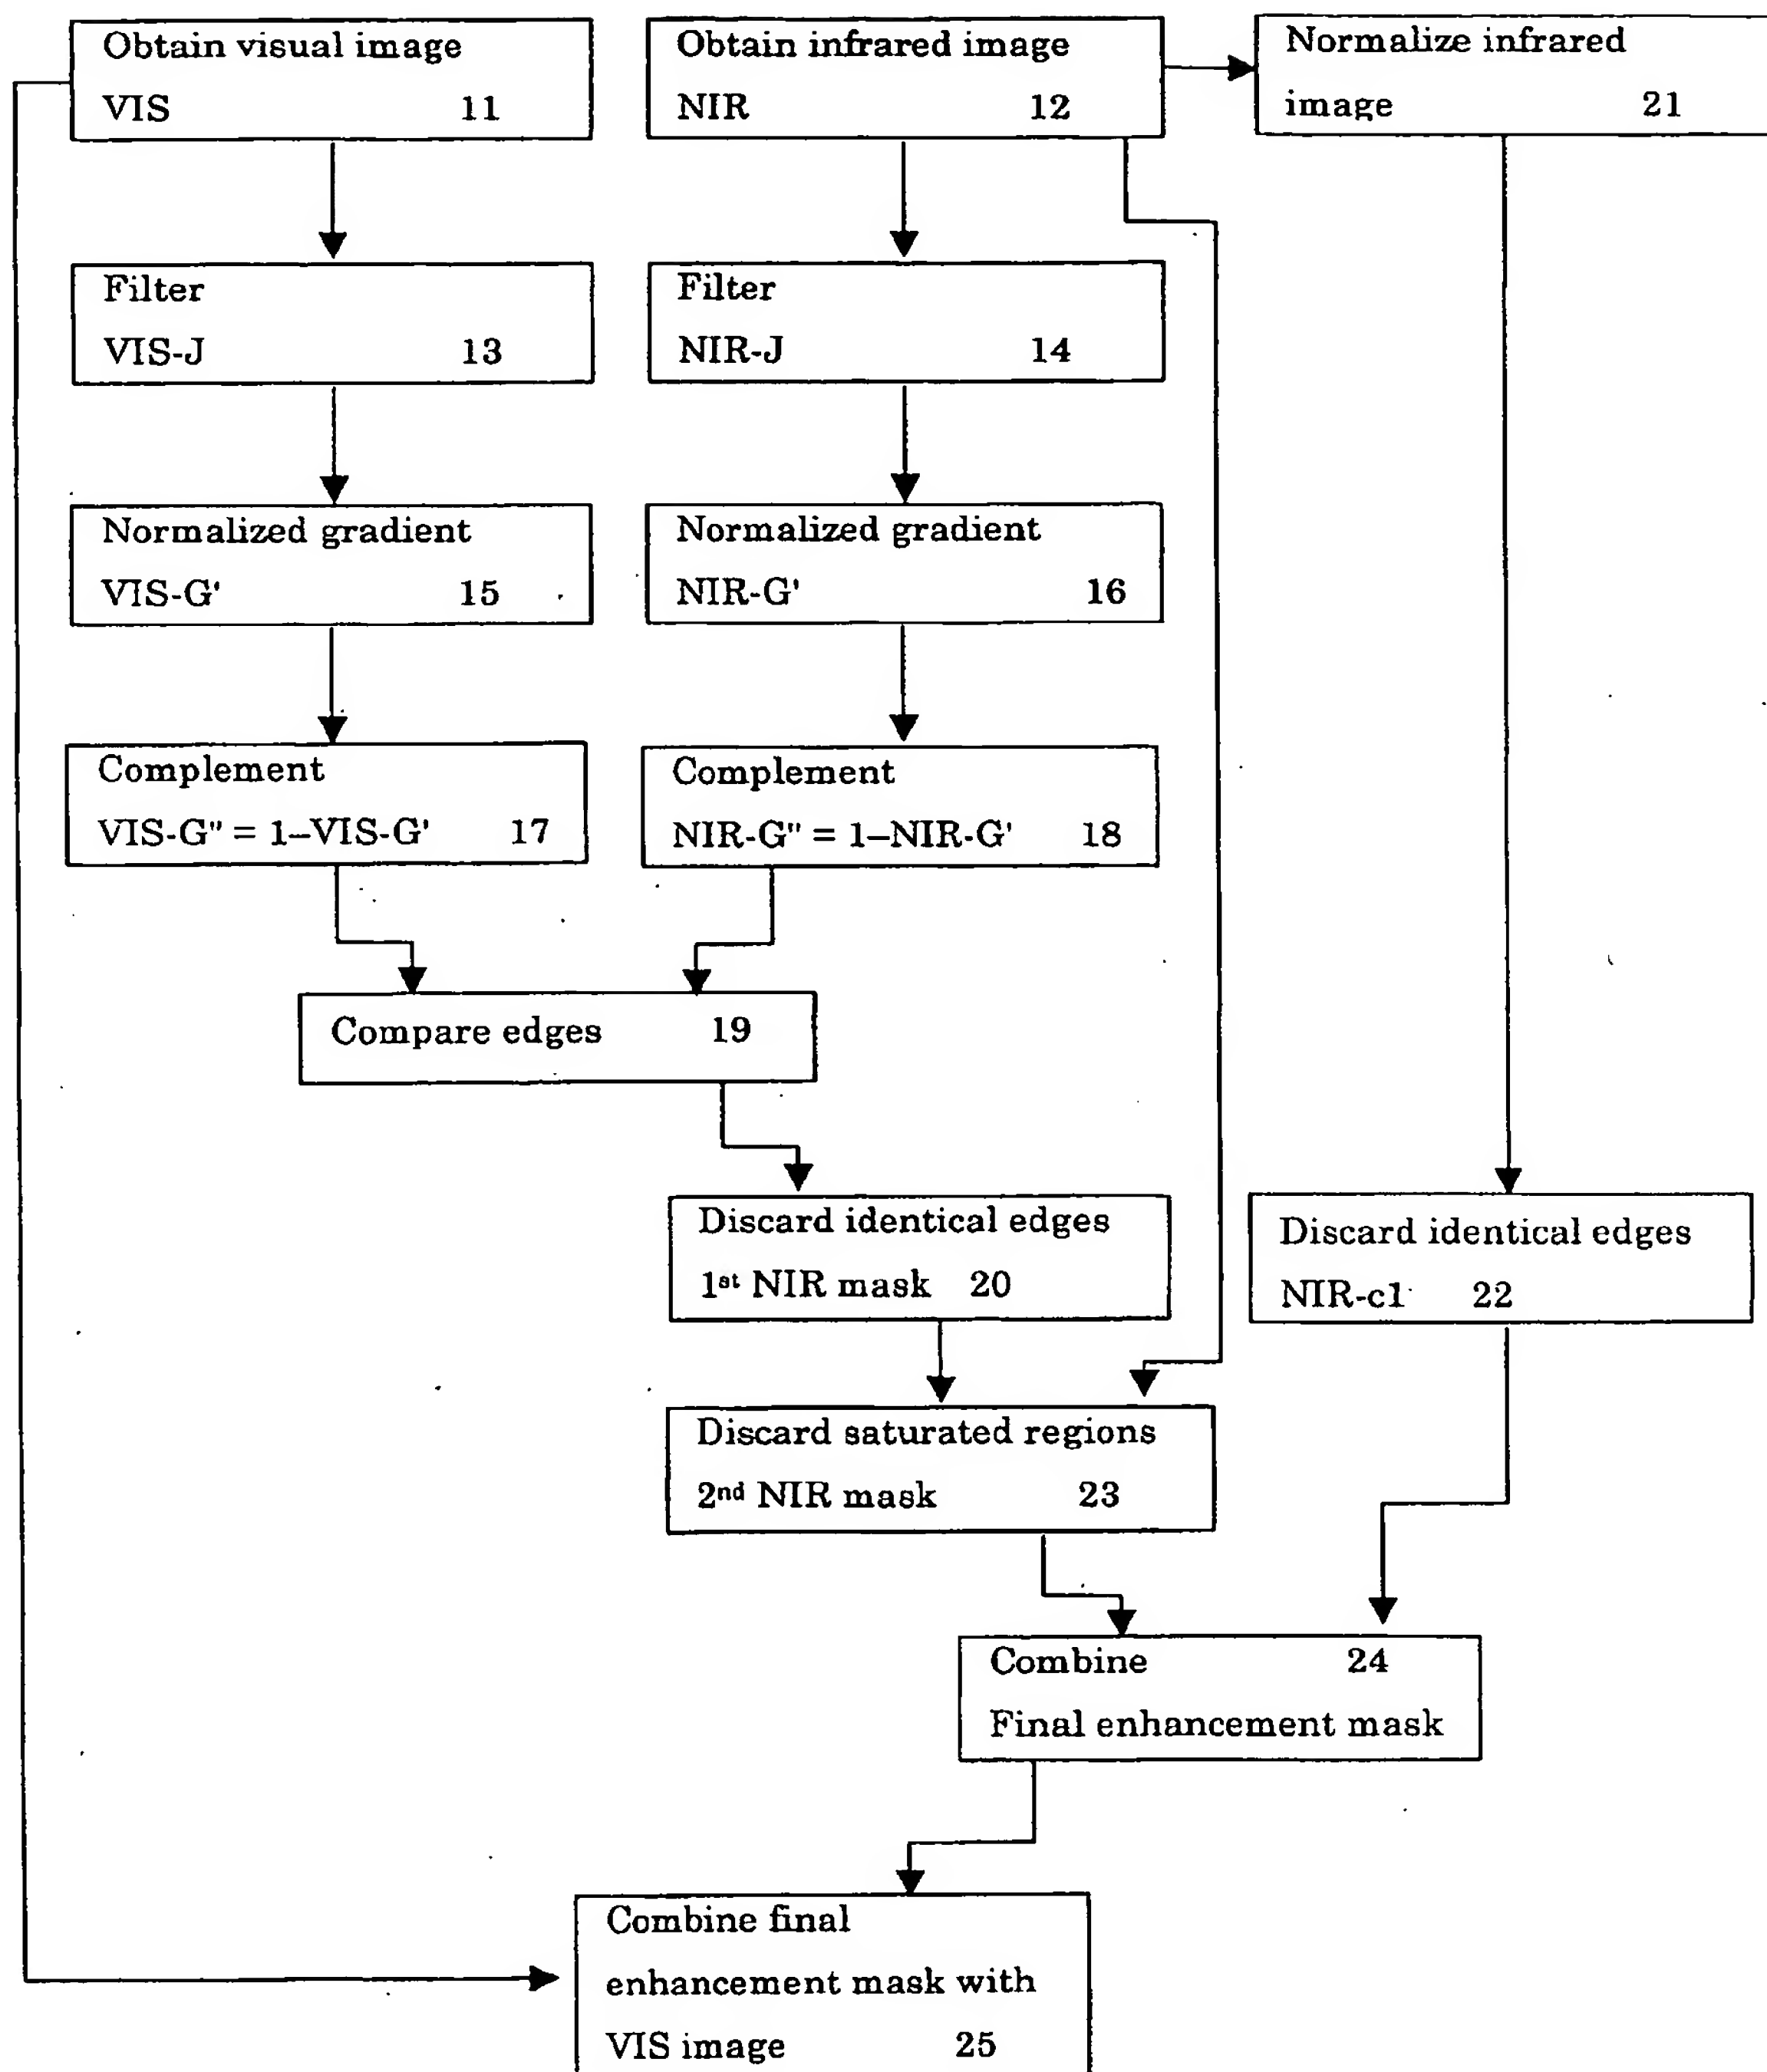 Obtain visual image
VIS 11
Obtain infrared image
NIR 12
Normalize infrared
image 21
Filter
VIS-J 13
Filter
NIR-J 14
Normalized gradient
VIS-G' 15
Normalized gradient
NIR-G' 16
Complement
VIS-G" = 1–VIS-G' 17
Complement
NIR-G" = 1–NIR-G' 18
Compare edges 19
Discard identical edges
1st NIR mask 20
Discard identical edges
NIR-c1 22
Discard saturated regions
2nd NIR mask 23
Combine 24
Final enhancement mask
Combine final
enhancement mask with
VIS image 25